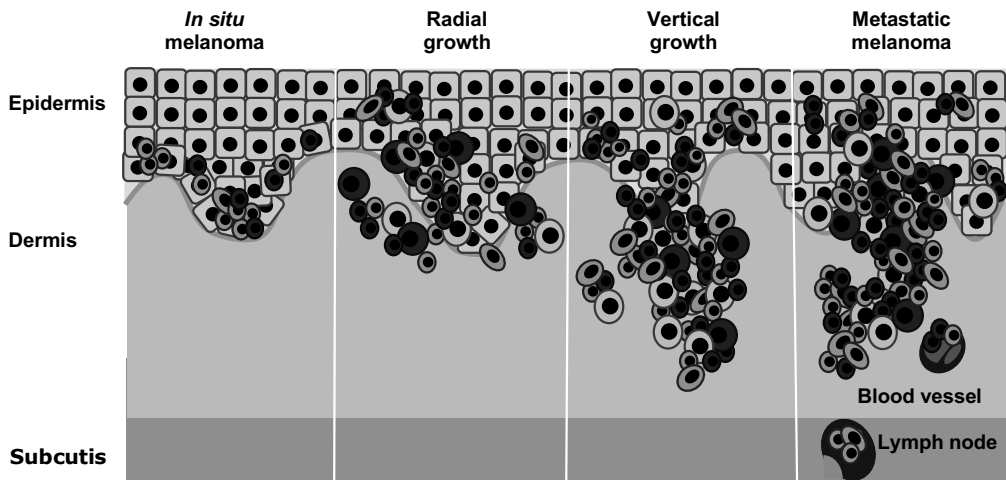 In situ
melanoma
Radial
growth
Vertical
growth
Metastatic
melanoma
Epidermis
Dermis
Blood vessel
Lymph node
Subcutis